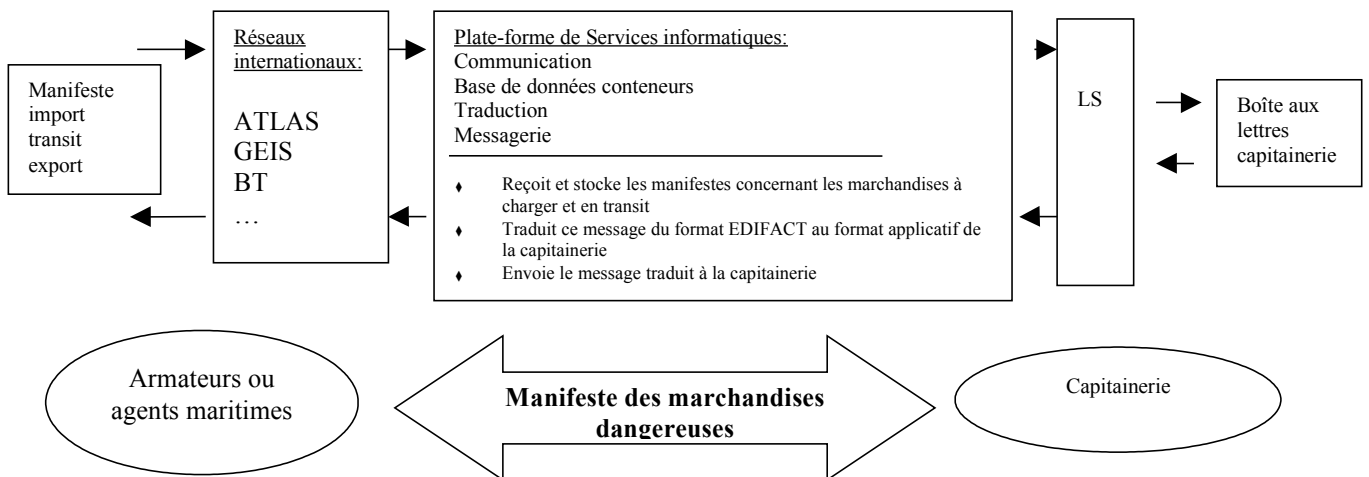 Manifeste
import
transit
export
Réseaux
internationaux:
ATLAS
GEIS
BT
…
Plate-forme de Services informatiques:
Communication
Base de données conteneurs
Traduction
Messagerie
♦ Reçoit et stocke les manifestes concernant les marchandises à
charger et en transit
♦ Traduit ce message du format EDIFACT au format applicatif de
la capitainerie
♦ Envoie le message traduit à la capitainerie
LS
Boîte aux
lettres
capitainerie
Armateurs ou
agents maritimes
Manifeste des marchandises
dangereuses
Capitainerie